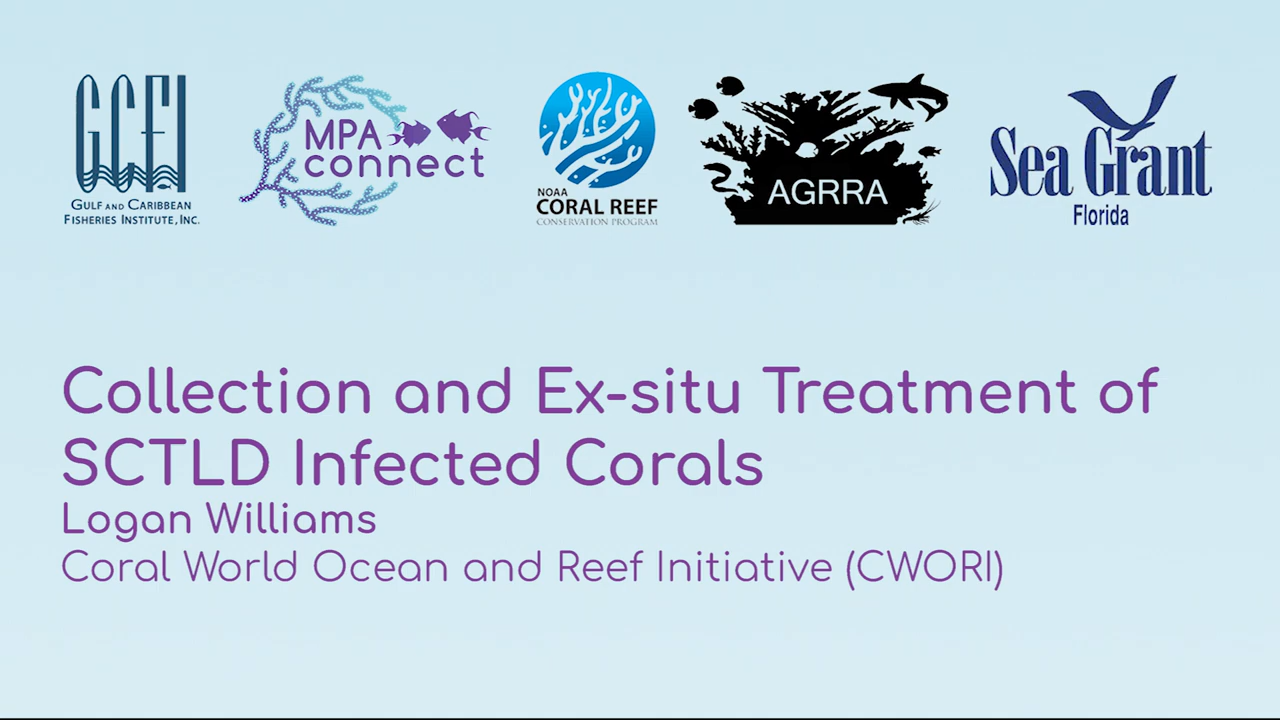 GCFI
GULF AND CARIBBEAN
FISHERIES INSTITUTE, INC.
MPA
connect
NOAA
CORAL REEF
CONSERVATION PROGRAM
AGRRA
Sea Grant
Florida
Collection and Ex-situ Treatment of
SCTLD Infected Corals
Logan Williams
Coral World Ocean and Reef Initiative (CWORI)